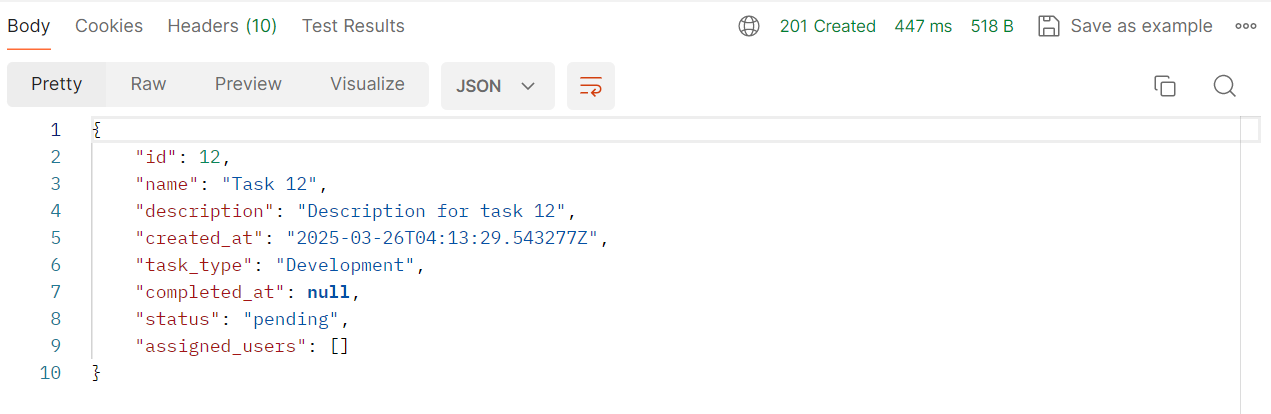 Body Cookies Headers (10) Test Results 201 Created 447 ms 518 B Save as example
Pretty Raw Preview Visualize JSON
1 {
2 "id": 12,
3 "name": "Task 12",
4 "description": "Description for task 12",
5 "created_at": "2025-03-26T04:13:29.543277Z",
6 "task_type": "Development",
7 "completed_at": null,
8 "status": "pending",
9 "assigned_users": []
10 }